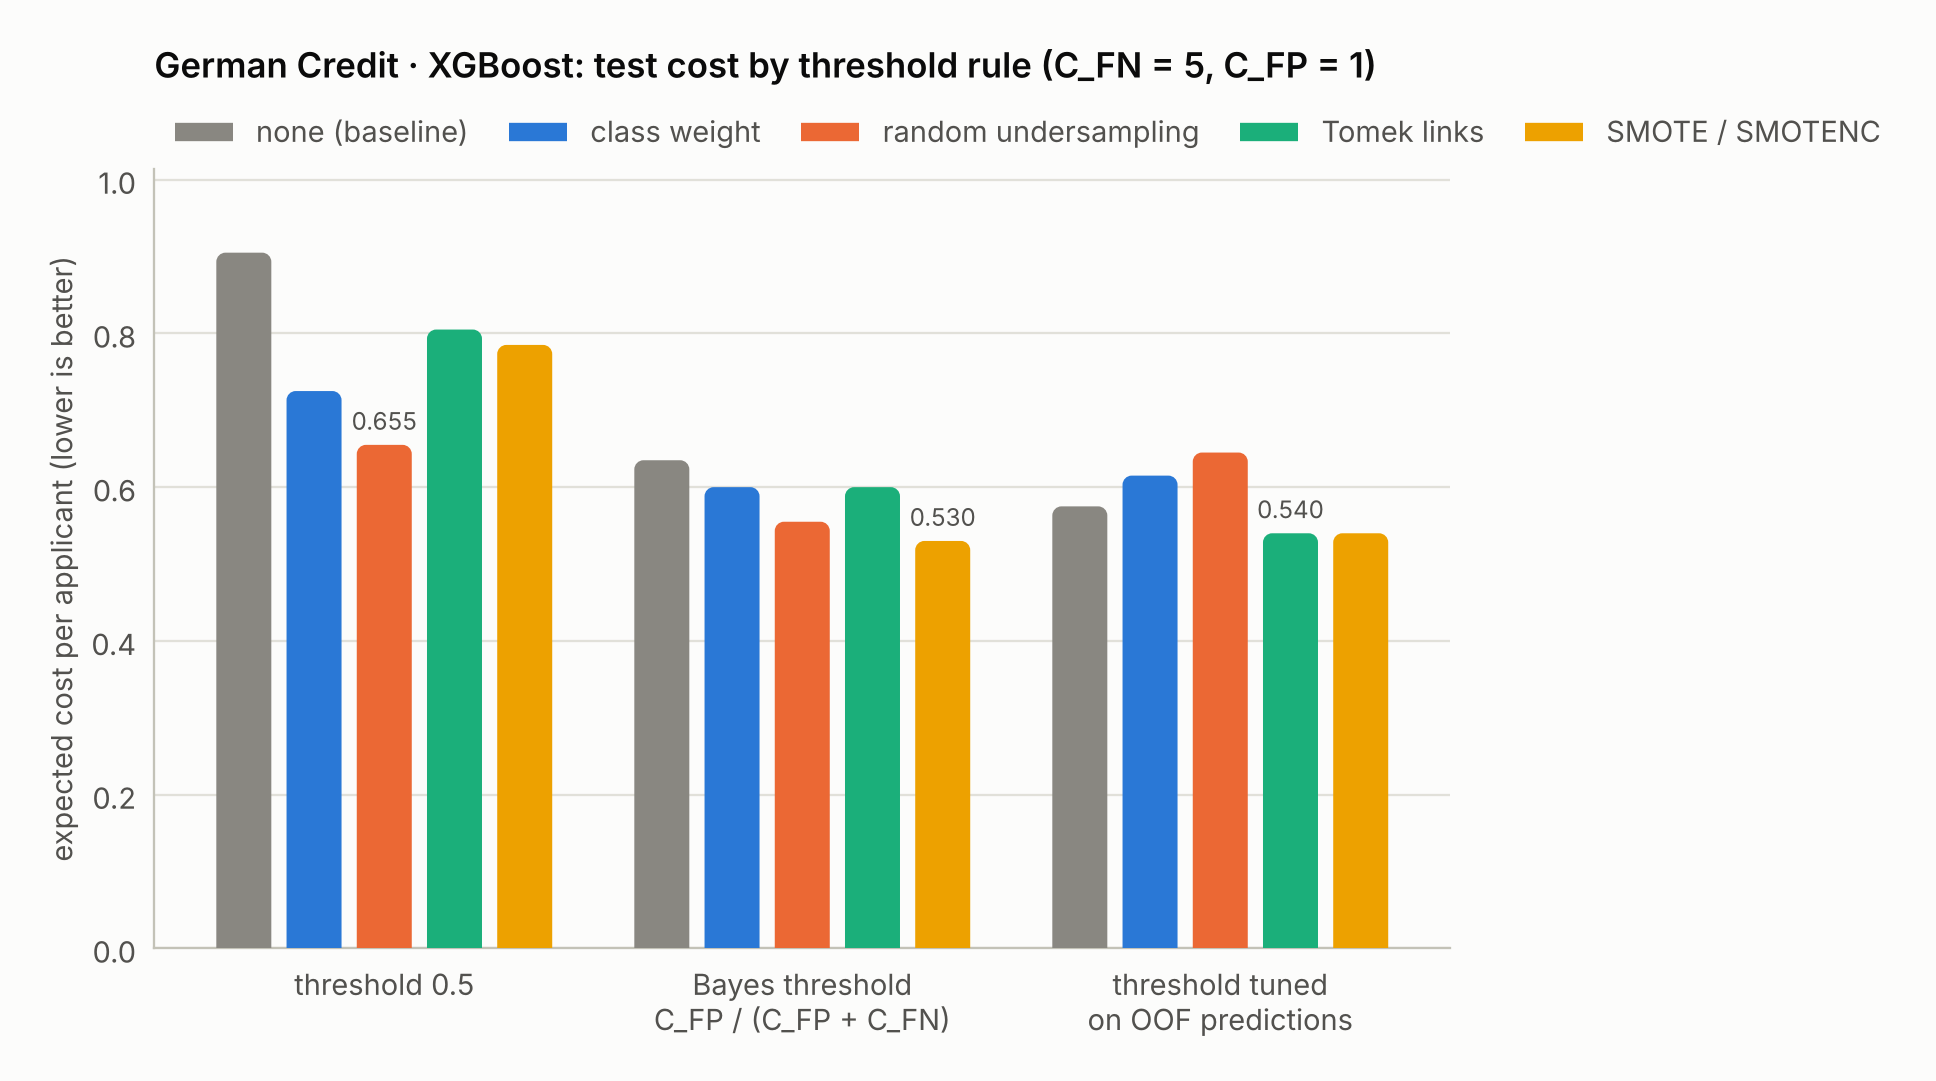 German Credit · XGBoost: test cost by threshold rule (C_FN = 5, C_FP = 1)
none (baseline) class weight random undersampling Tomek links SMOTE / SMOTENC
expected cost per applicant (lower is better)
1.0
0.8
0.6
0.4
0.2
0.0
0.655
0.530
0.540
threshold 0.5
Bayes threshold
C_FP / (C_FP + C_FN)
threshold tuned
on OOF predictions